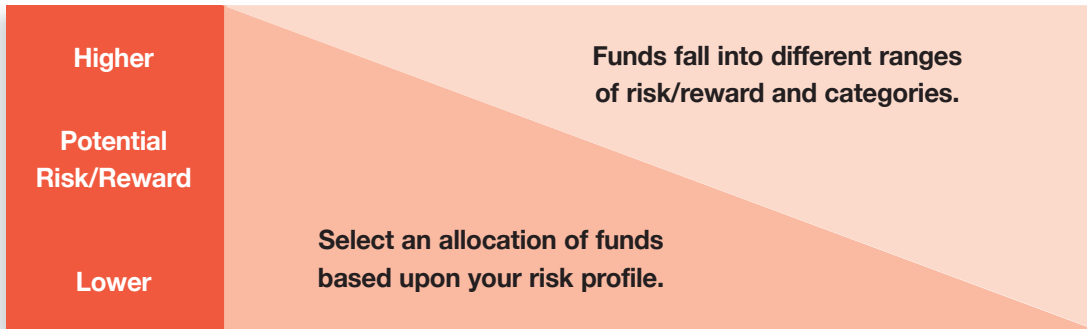 Higher
Potential
Risk/Reward
Lower
Funds fall into different ranges
of risk/reward and categories.
Select an allocation of funds
based upon your risk profile.